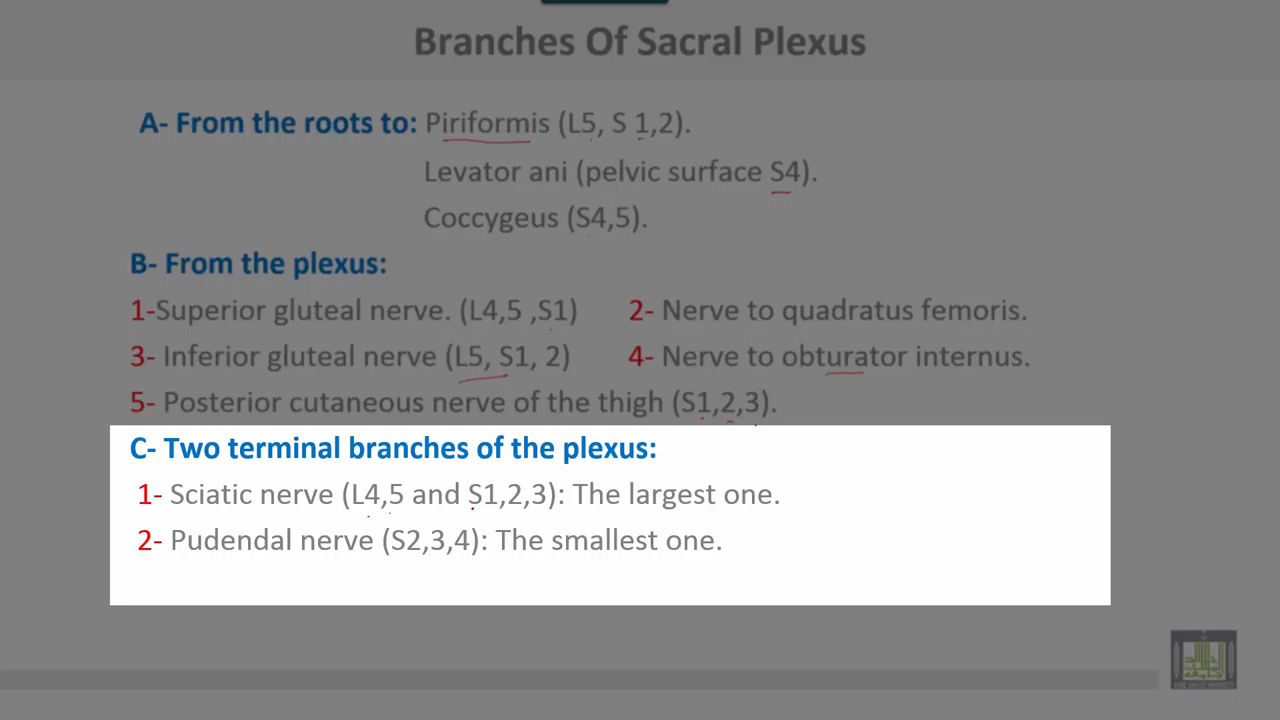 Branches Of Sacral Plexus
A- From the roots to: Piriformis (L5, S 1,2).
Levator ani (pelvic surface S4).
Coccygeus (S4,5).
B- From the plexus:
1-Superior gluteal nerve. (L4,5 ,S1) 2- Nerve to quadratus femoris.
3- Inferior gluteal nerve (L5, S1, 2) 4- Nerve to obturator internus.
5- Posterior cutaneous nerve of the thigh (S1,2,3).
C- Two terminal branches of the plexus:
1- Sciatic nerve (L4,5 and S1,2,3): The largest one.
2- Pudendal nerve (S2,3,4): The smallest one.